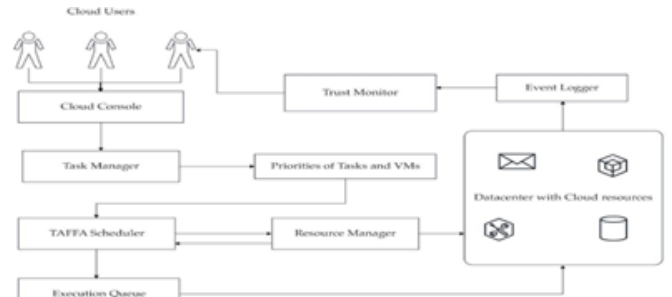 Cloud Users
Cloud Console
Trust Monitor
Event Logger
Task Manager
Priorities of Tasks and VMs
Datacenter with Cloud resources
TAFFA Scheduler
Resource Manager
Execution Queue